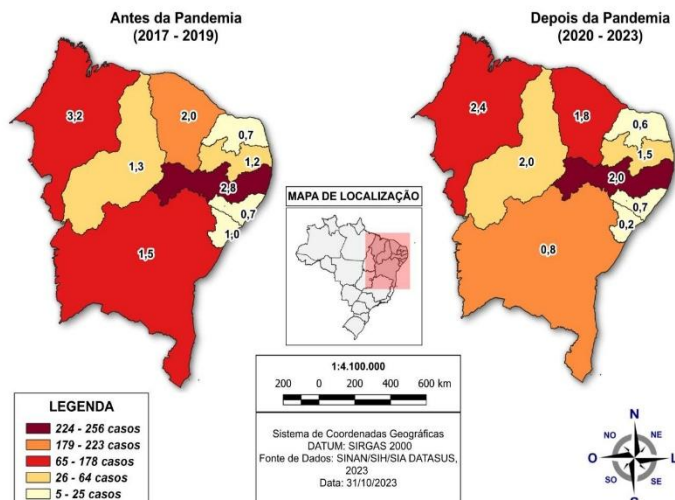 Antes da Pandemia
(2017 - 2019)
3,2
2,0
0,7
1,3
1,2
2,8
0,7
1,0
1,5
Depois da Pandemia
(2020 - 2023)
2,4
1,8
0,6
2,0
1,5
2,0
0,7
0,2
0,8
MAPA DE LOCALIZAÇÃO
1:4.100.000
200 0 200 400 600 km
Sistema de Coordenadas Geográficas
DATUM: SIRGAS 2000
Fonte de Dados: SINAN/SIH/SIA DATASUS,
2023
Data: 31/10/2023
LEGENDA
224 - 256 casos
179 - 223 casos
65 - 178 casos
26 - 64 casos
5 - 25 casos
N
NO NE
O L
SO SE